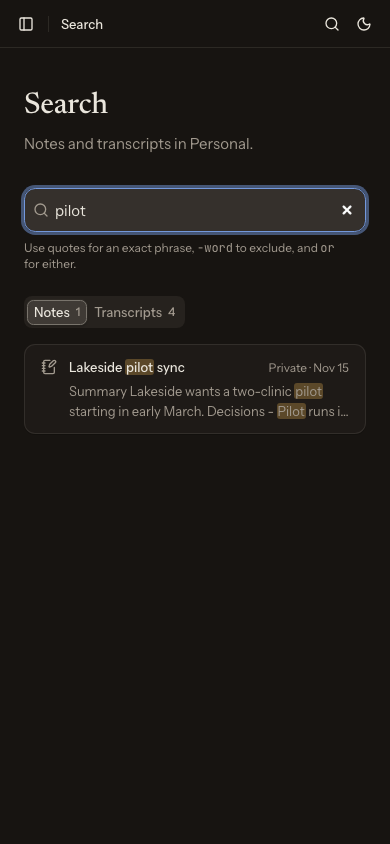 Search
Search
Notes and transcripts in Personal.
pilot
Use quotes for an exact phrase, -word to exclude, and or
for either.
Notes 1 Transcripts 4
Lakeside pilot sync Private · Nov 15
Summary Lakeside wants a two-clinic pilot
starting in early March. Decisions - Pilot runs i...